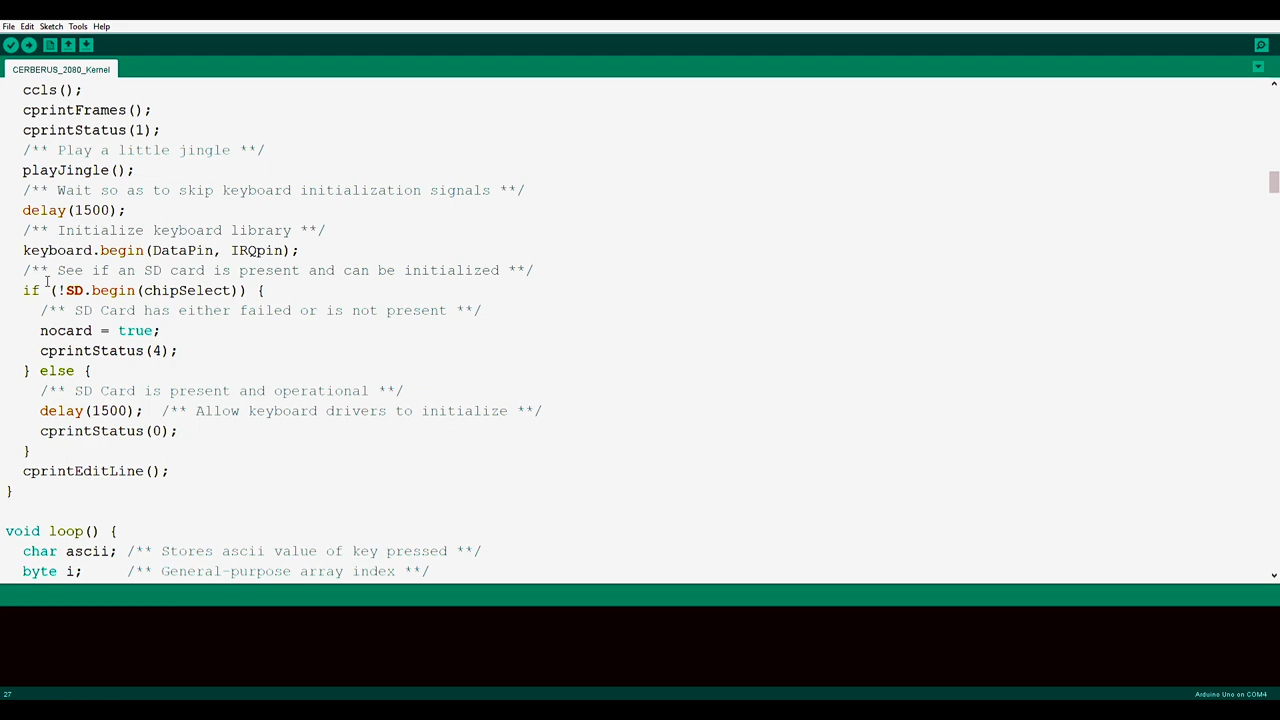 File Edit Sketch Tools Help
CERBERUS_2080_Kernel
ccls();
cprintFrames();
cprintStatus(1);
/** Play a little jingle **/
playJingle();
/** Wait so as to skip keyboard initialization signals **/
delay(1500);
/** Initialize keyboard library **/
keyboard.begin(DataPin, IRQpin);
/** See if an SD card is present and can be initialized **/
if (!SD.begin(chipSelect)) {
/** SD Card has either failed or is not present **/
nocard = true;
cprintStatus(4);
} else {
/** SD Card is present and operational **/
delay(1500);  /** Allow keyboard drivers to initialize **/
cprintStatus(0);
}
cprintEditLine();
}
void loop() {
char ascii; /** Stores ascii value of key pressed **/
byte i;     /** General-purpose array index **/
27
Arduino Uno on COM4